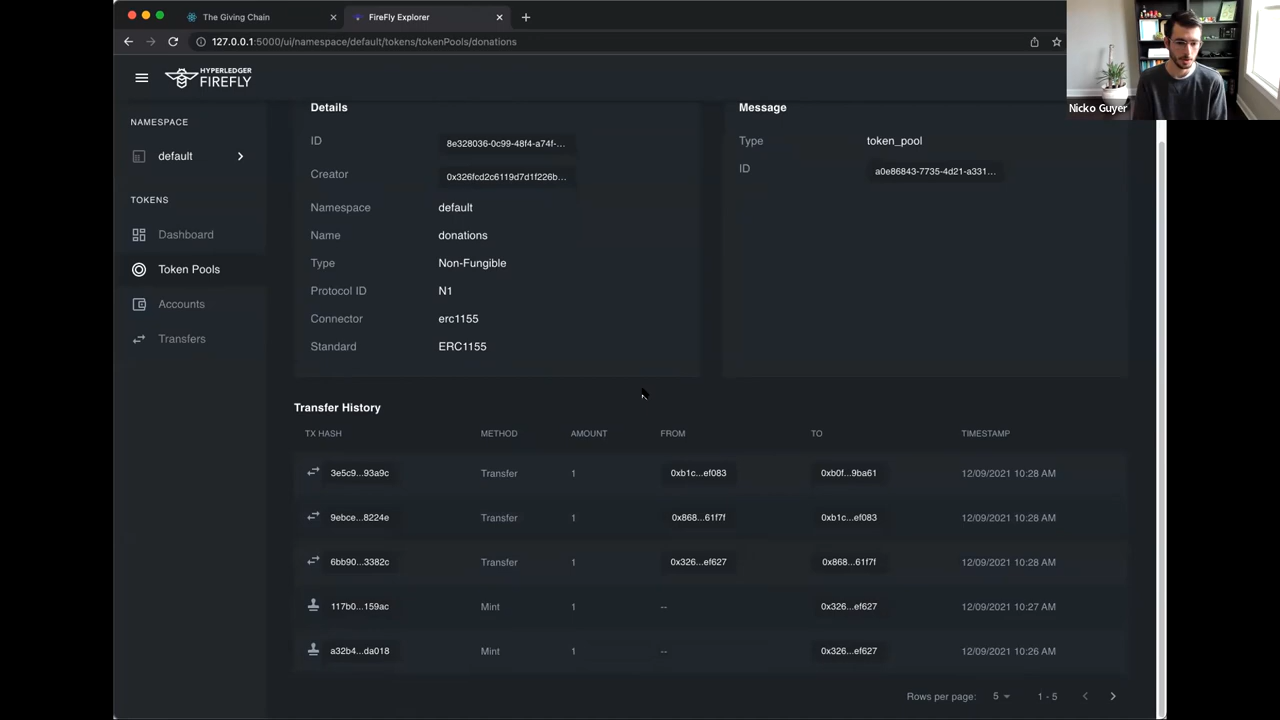 The Giving Chain
FireFly Explorer
127.0.0.1:5000/ui/namespace/default/tokens/tokenPools/donations
HYPERLEDGER
FIREFLY
Nicko Guyer
NAMESPACE
default
TOKENS
Dashboard
Token Pools
Accounts
Transfers
Details
ID 8e328036-0c99-48f4-a74f-...
Creator 0x326fcd2c6119d7d1f226b...
Namespace default
Name donations
Type Non-Fungible
Protocol ID N1
Connector erc1155
Standard ERC1155
Message
Type token_pool
ID a0e86843-7735-4d21-a331...
Transfer History
TX HASH METHOD AMOUNT FROM TO TIMESTAMP
3e5c9...93a9c Transfer 1 0xb1c...ef083 0xb0f...9ba61 12/09/2021 10:28 AM
9ebce...8224e Transfer 1 0x868...61f7f 0xb1c...ef083 12/09/2021 10:28 AM
6bb90...3382c Transfer 1 0x326...ef627 0x868...61f7f 12/09/2021 10:28 AM
117b0...159ac Mint 1 -- 0x326...ef627 12/09/2021 10:27 AM
a32b4...da018 Mint 1 -- 0x326...ef627 12/09/2021 10:26 AM
Rows per page: 5 1 - 5